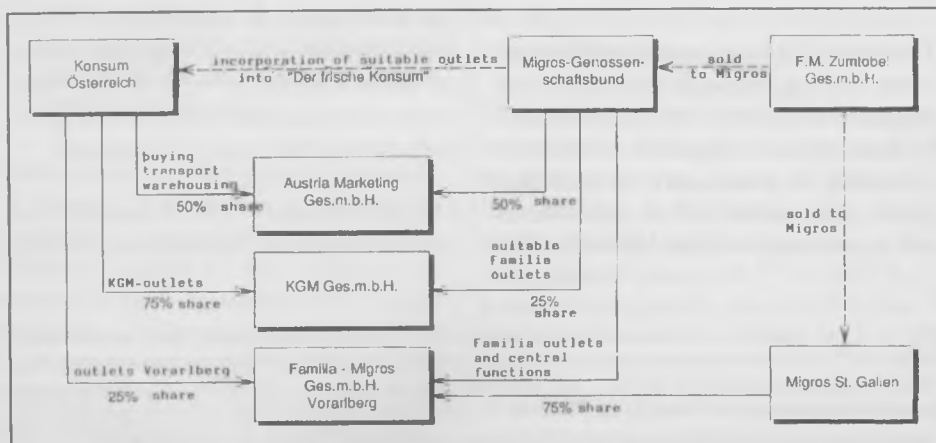 Konsum
Österreich
incorporation of suitable outlets
into "Der frische Konsum"
Migros-Genossen-
schaftsbund
sold
to Migros
F.M. Zumtobel
Ges.m.b.H.
buying
transport
warehousing
50% share
Austria Marketing
Ges.m.b.H.
50% share
sold to
Migros
KGM-outlets
75% share
KGM Ges.m.b.H.
suitable
Familia
outlets
25%
share
outlets Vorarlberg
25% share
Familia - Migros
Ges.m.b.H.
Vorarlberg
Familia outlets
and central
functions
75% share
Migros St. Gallen